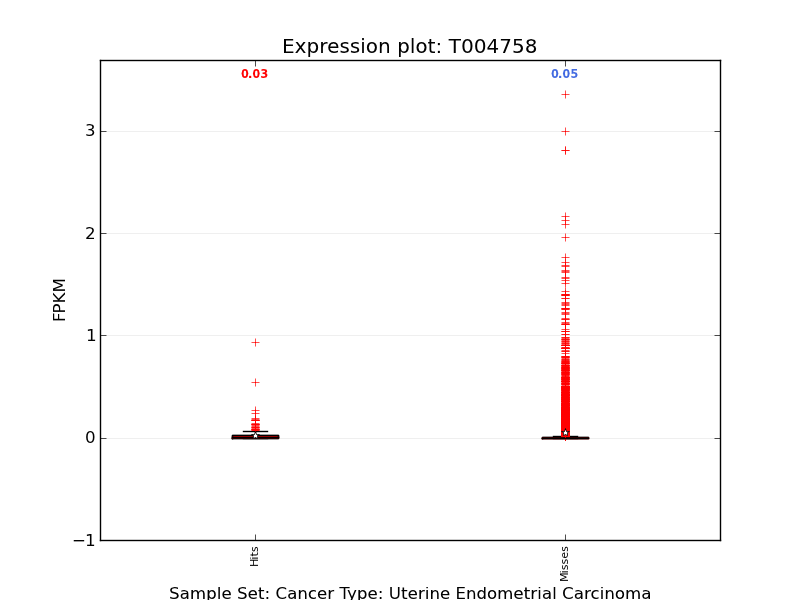 Expression plot: T004758
0.03
0.05
3
2
1
0
−1
FPKM
Hits
Misses
Sample Set: Cancer Type: Uterine Endometrial Carcinoma